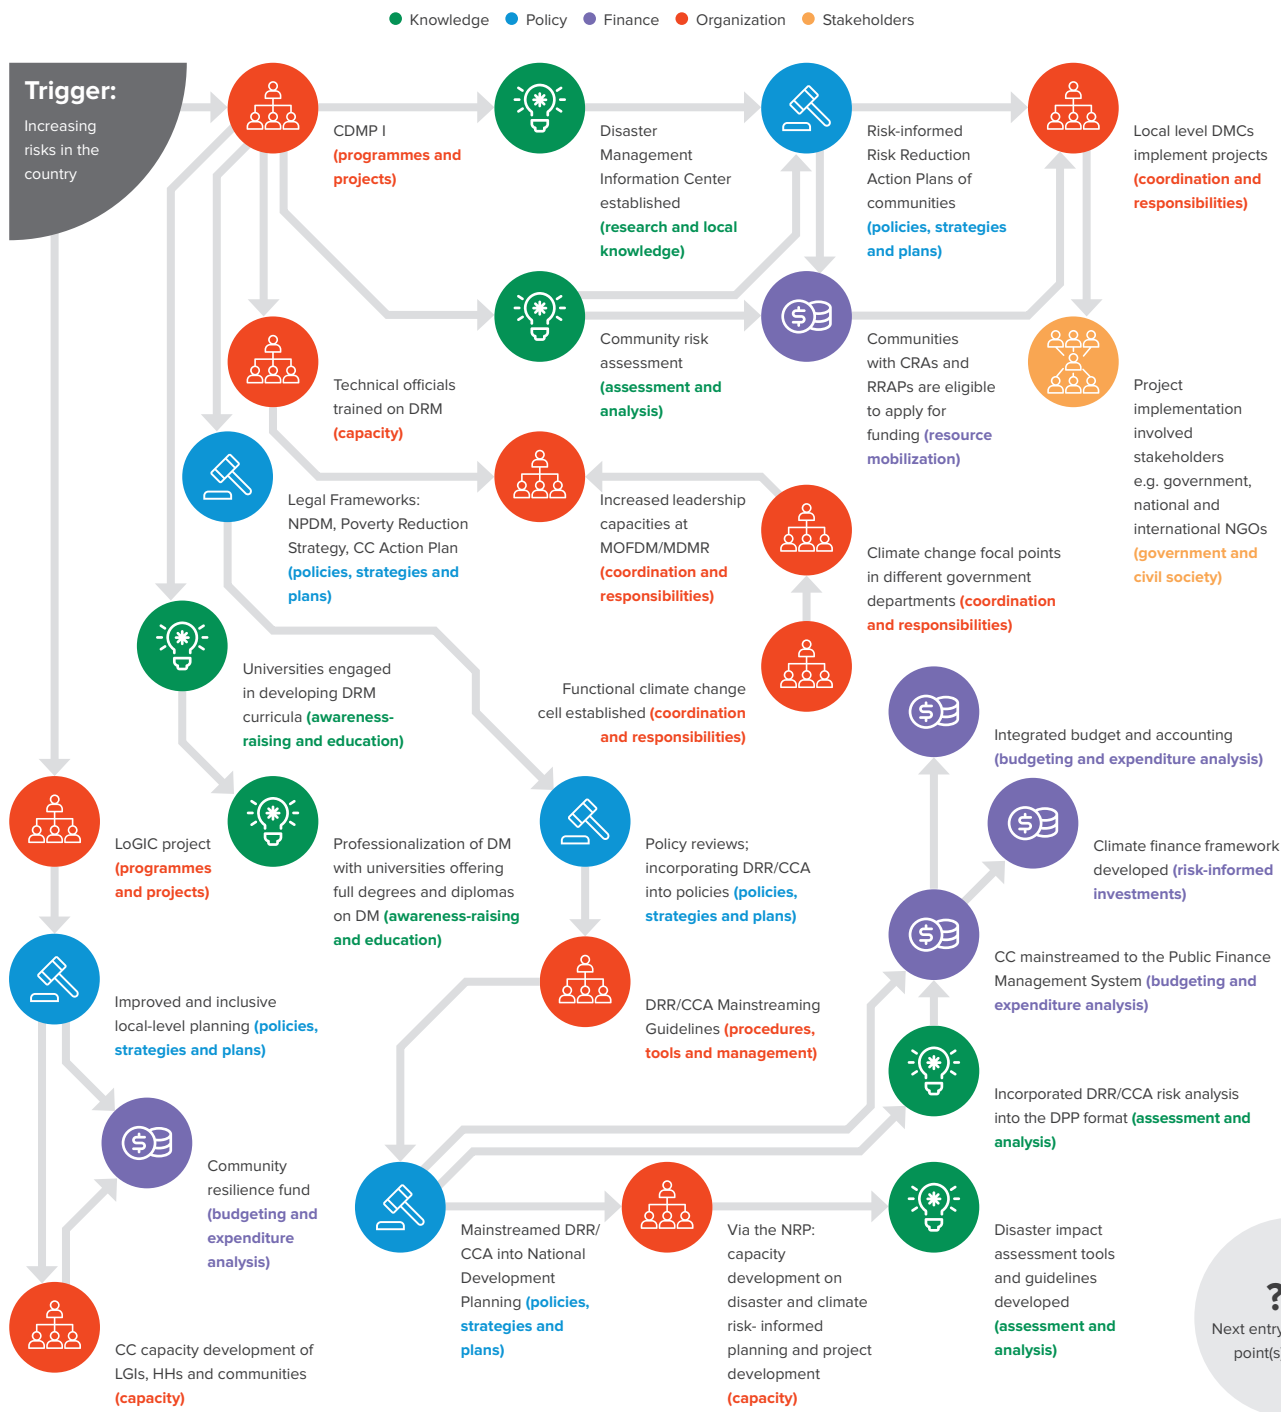 Knowledge Policy Finance Organization Stakeholders
Trigger:
Increasing
risks in the
country
CDMP I
(programmes and
projects)
Disaster
Management
Information Center
established
(research and local
knowledge)
Risk-informed
Risk Reduction
Action Plans of
communities
(policies, strategies
and plans)
Local level DMCs
implement projects
(coordination and
responsibilities)
Technical officials
trained on DRM
(capacity)
Community risk
assessment
(assessment and
analysis)
Communities
with CRAs and
RRAPs are eligible
to apply for
funding (resource
mobilization)
Project
implementation
involved
stakeholders
e.g. government,
national and
international NGOs
(government and
civil society)
Legal Frameworks:
NPDM, Poverty Reduction
Strategy, CC Action Plan
(policies, strategies and
plans)
Increased leadership
capacities at
MOFDM/MDMR
(coordination and
responsibilities)
Climate change focal points
in different government
departments (coordination
and responsibilities)
Universities engaged
in developing DRM
curricula (awareness-
raising and education)
Functional climate change
cell established (coordination
and responsibilities)
Integrated budget and accounting
(budgeting and expenditure analysis)
LoGIC project
(programmes
and projects)
Professionalization of DM
with universities offering
full degrees and diplomas
on DM (awareness-raising
and education)
Policy reviews;
incorporating DRR/CCA
into policies (policies,
strategies and plans)
Climate finance framework
developed (risk-informed
investments)
CC mainstreamed to the Public Finance
Management System (budgeting and
expenditure analysis)
Improved and inclusive
local-level planning (policies,
strategies and plans)
DRR/CCA Mainstreaming
Guidelines (procedures,
tools and management)
Incorporated DRR/CCA risk analysis
into the DPP format (assessment and
analysis)
Community
resilience fund
(budgeting and
expenditure
analysis)
Mainstreamed DRR/
CCA into National
Development
Planning (policies,
strategies and
plans)
Via the NRP:
capacity
development on
disaster and climate
risk- informed
planning and project
development
(capacity)
Disaster impact
assessment tools
and guidelines
developed
(assessment and
analysis)
CC capacity development of
LGIs, HHs and communities
(capacity)
?
Next entry
point(s)